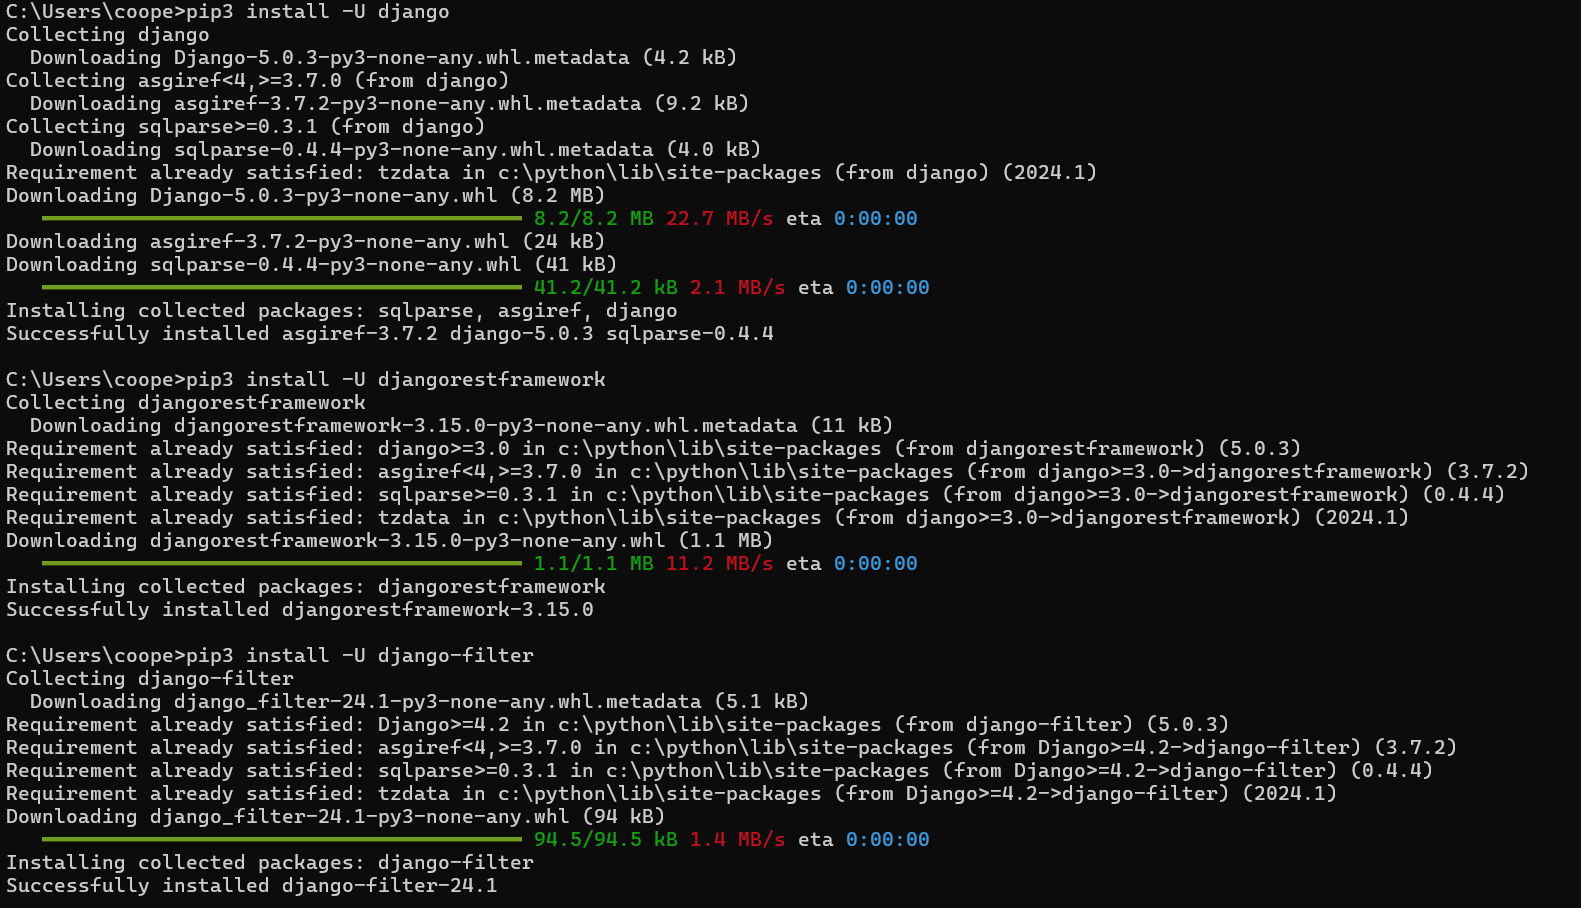 C:\Users\coope>pip3 install -U django
Collecting django
  Downloading Django-5.0.3-py3-none-any.whl.metadata (4.2 kB)
Collecting asgiref<4,>=3.7.0 (from django)
  Downloading asgiref-3.7.2-py3-none-any.whl.metadata (9.2 kB)
Collecting sqlparse>=0.3.1 (from django)
  Downloading sqlparse-0.4.4-py3-none-any.whl.metadata (4.0 kB)
Requirement already satisfied: tzdata in c:\python\lib\site-packages (from django) (2024.1)
Downloading Django-5.0.3-py3-none-any.whl (8.2 MB)
8.2/8.2 MB 22.7 MB/s eta 0:00:00
Downloading asgiref-3.7.2-py3-none-any.whl (24 kB)
Downloading sqlparse-0.4.4-py3-none-any.whl (41 kB)
41.2/41.2 kB 2.1 MB/s eta 0:00:00
Installing collected packages: sqlparse, asgiref, django
Successfully installed asgiref-3.7.2 django-5.0.3 sqlparse-0.4.4

C:\Users\coope>pip3 install -U djangorestframework
Collecting djangorestframework
  Downloading djangorestframework-3.15.0-py3-none-any.whl.metadata (11 kB)
Requirement already satisfied: django>=3.0 in c:\python\lib\site-packages (from djangorestframework) (5.0.3)
Requirement already satisfied: asgiref<4,>=3.7.0 in c:\python\lib\site-packages (from django>=3.0->djangorestframework) (3.7.2)
Requirement already satisfied: sqlparse>=0.3.1 in c:\python\lib\site-packages (from django>=3.0->djangorestframework) (0.4.4)
Requirement already satisfied: tzdata in c:\python\lib\site-packages (from django>=3.0->djangorestframework) (2024.1)
Downloading djangorestframework-3.15.0-py3-none-any.whl (1.1 MB)
1.1/1.1 MB 11.2 MB/s eta 0:00:00
Installing collected packages: djangorestframework
Successfully installed djangorestframework-3.15.0

C:\Users\coope>pip3 install -U django-filter
Collecting django-filter
  Downloading django_filter-24.1-py3-none-any.whl.metadata (5.1 kB)
Requirement already satisfied: Django>=4.2 in c:\python\lib\site-packages (from django-filter) (5.0.3)
Requirement already satisfied: asgiref<4,>=3.7.0 in c:\python\lib\site-packages (from Django>=4.2->django-filter) (3.7.2)
Requirement already satisfied: sqlparse>=0.3.1 in c:\python\lib\site-packages (from Django>=4.2->django-filter) (0.4.4)
Requirement already satisfied: tzdata in c:\python\lib\site-packages (from Django>=4.2->django-filter) (2024.1)
Downloading django_filter-24.1-py3-none-any.whl (94 kB)
94.5/94.5 kB 1.4 MB/s eta 0:00:00
Installing collected packages: django-filter
Successfully installed django-filter-24.1